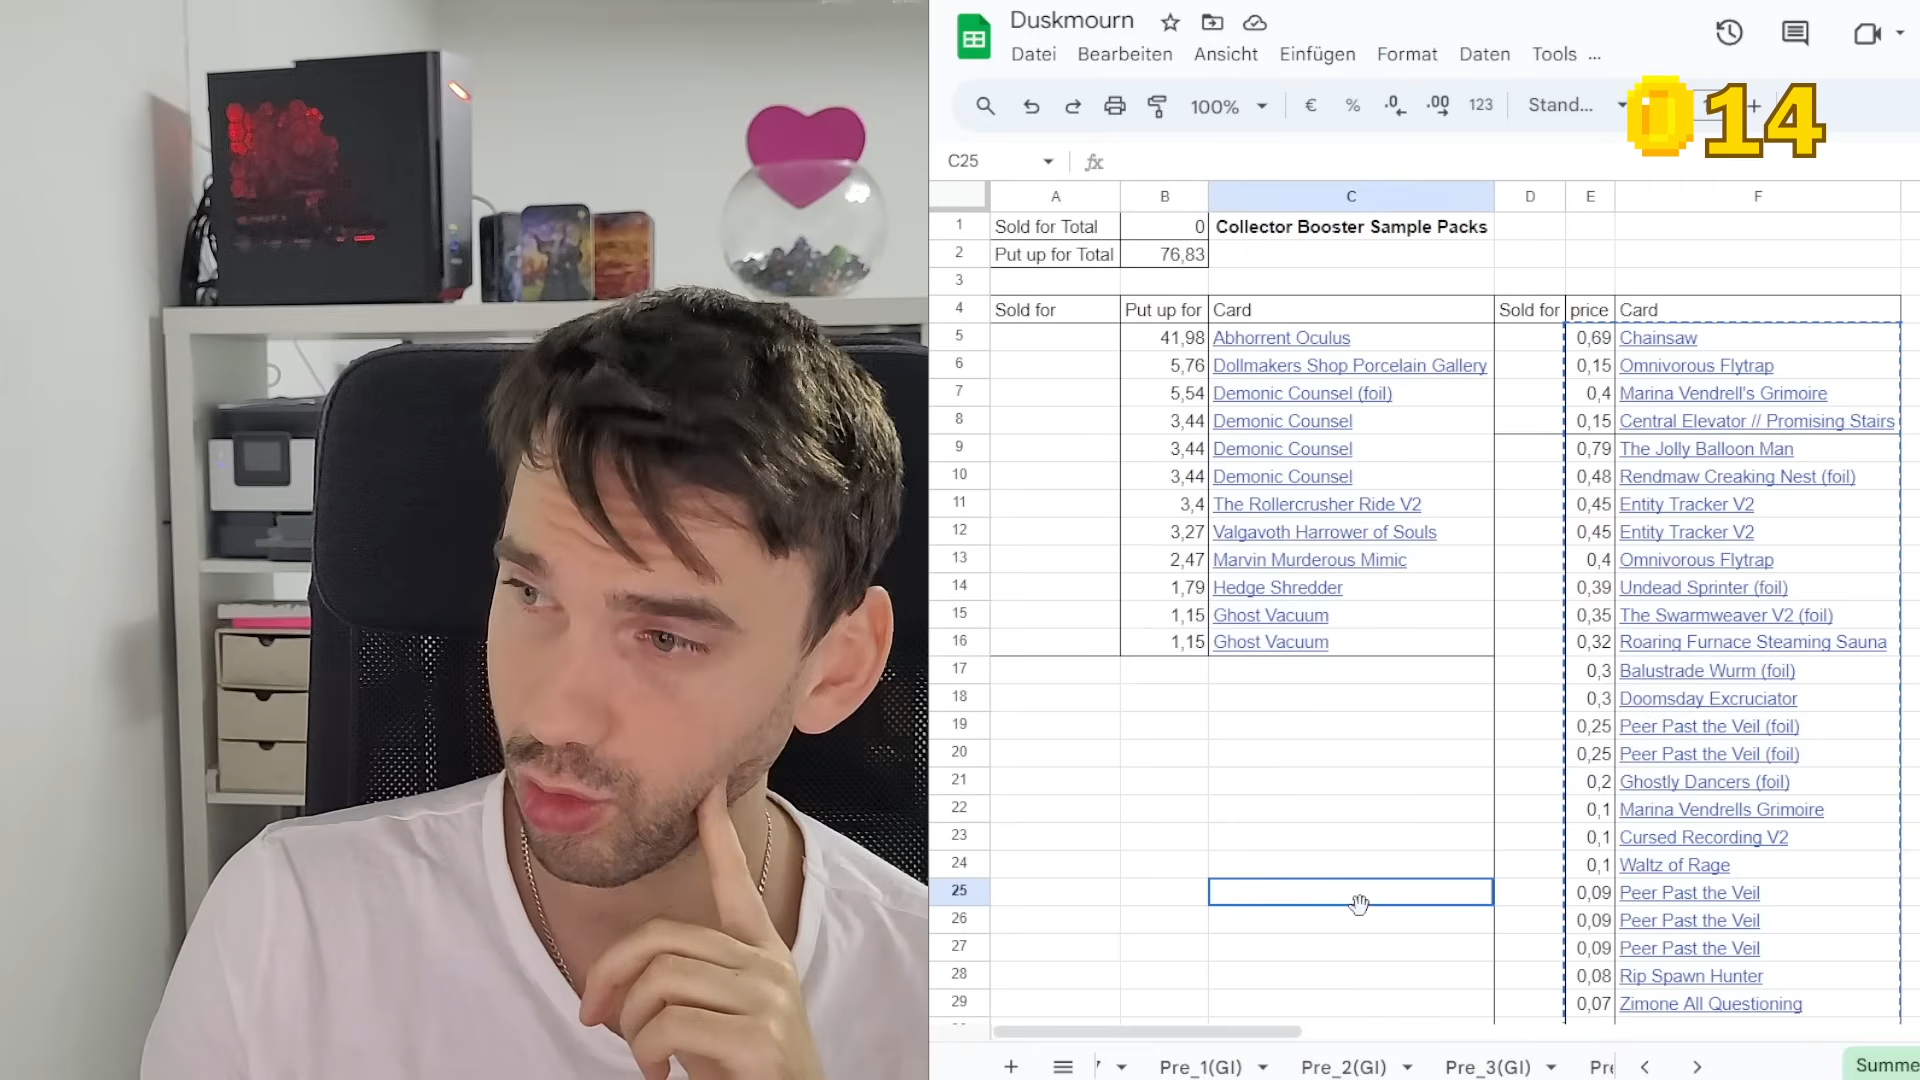 Duskmourn
Datei Bearbeiten Ansicht Einfügen Format Daten Tools ...
100% € % .0 .00 123 Stand... +
14
C25 fx
A B C D E F
1 Sold for Total 0 Collector Booster Sample Packs
2 Put up for Total 76,83
3
4 Sold for Put up for Card Sold for price Card
5 41,98 Abhorrent Oculus 0,69 Chainsaw
6 5,76 Dollmakers Shop Porcelain Gallery 0,15 Omnivorous Flytrap
7 5,54 Demonic Counsel (foil) 0,4 Marina Vendrell's Grimoire
8 3,44 Demonic Counsel 0,15 Central Elevator // Promising Stairs
9 3,44 Demonic Counsel 0,79 The Jolly Balloon Man
10 3,44 Demonic Counsel 0,48 Rendmaw Creaking Nest (foil)
11 3,4 The Rollercrusher Ride V2 0,45 Entity Tracker V2
12 3,27 Valgavoth Harrower of Souls 0,45 Entity Tracker V2
13 2,47 Marvin Murderous Mimic 0,4 Omnivorous Flytrap
14 1,79 Hedge Shredder 0,39 Undead Sprinter (foil)
15 1,15 Ghost Vacuum 0,35 The Swarmweaver V2 (foil)
16 1,15 Ghost Vacuum 0,32 Roaring Furnace Steaming Sauna
17 0,3 Balustrade Wurm (foil)
18 0,3 Doomsday Excruciator
19 0,25 Peer Past the Veil (foil)
20 0,25 Peer Past the Veil (foil)
21 0,2 Ghostly Dancers (foil)
22 0,1 Marina Vendrells Grimoire
23 0,1 Cursed Recording V2
24 0,1 Waltz of Rage
25 0,09 Peer Past the Veil
26 0,09 Peer Past the Veil
27 0,09 Peer Past the Veil
28 0,08 Rip Spawn Hunter
29 0,07 Zimone All Questioning
+ Pre_1(GI) Pre_2(GI) Pre_3(GI) Pre Summe